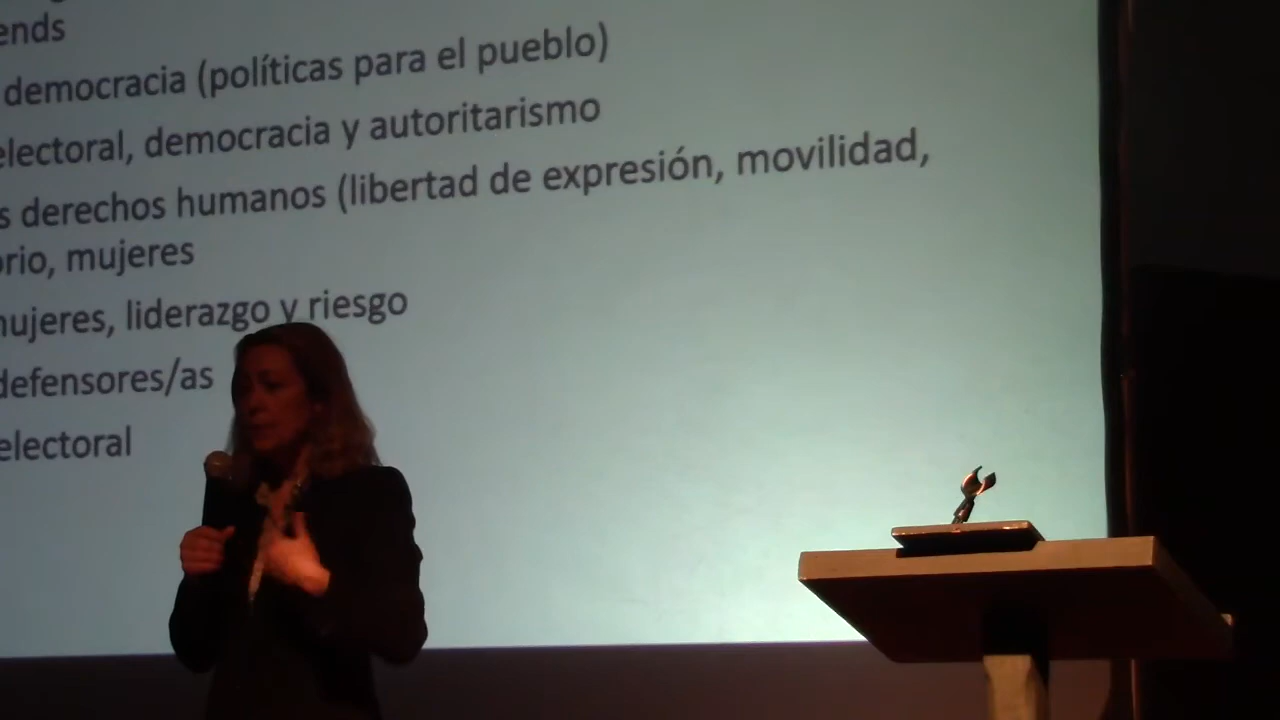 ends
democracia (políticas para el pueblo)
electoral, democracia y autoritarismo
s derechos humanos (libertad de expresión, movilidad,
orio, mujeres
mujeres, liderazgo y riesgo
defensores/as
electoral